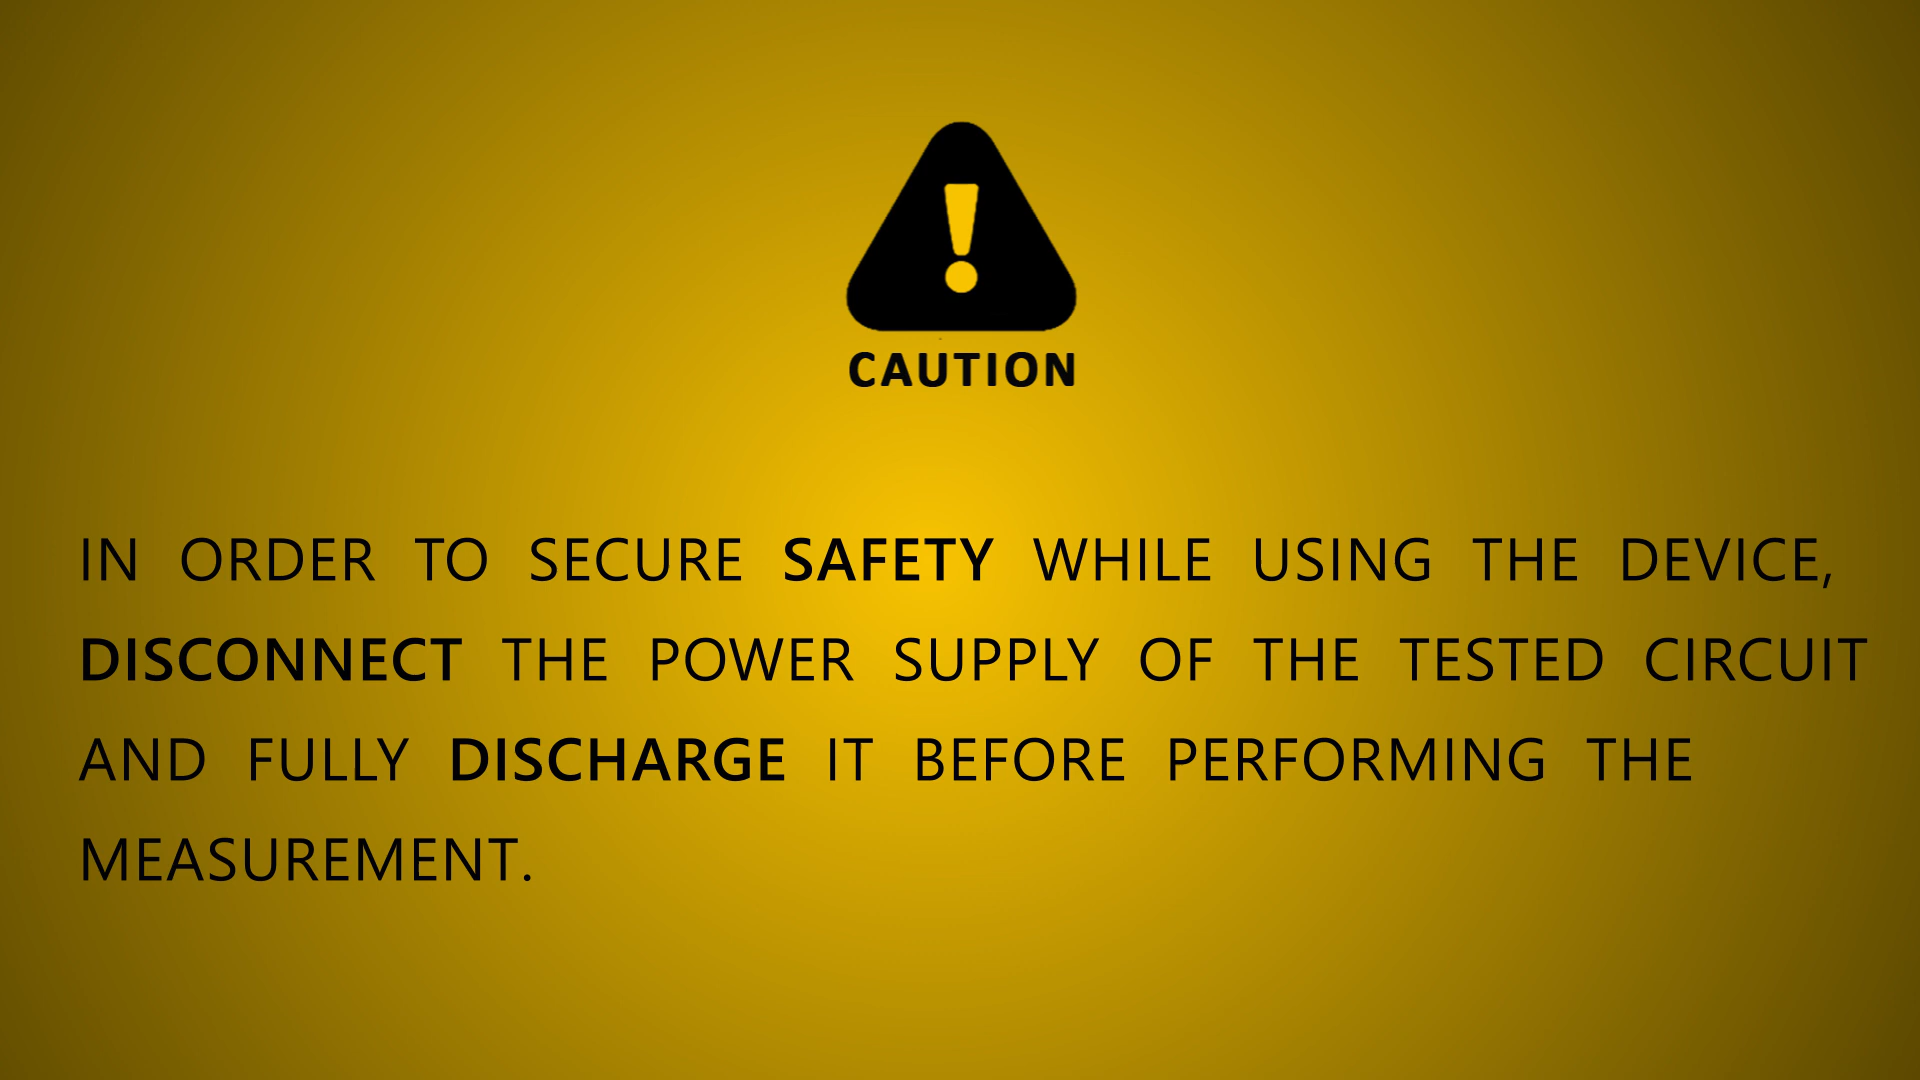 CAUTION
IN ORDER TO SECURE SAFETY WHILE USING THE DEVICE,
DISCONNECT THE POWER SUPPLY OF THE TESTED CIRCUIT
AND FULLY DISCHARGE IT BEFORE PERFORMING THE
MEASUREMENT.